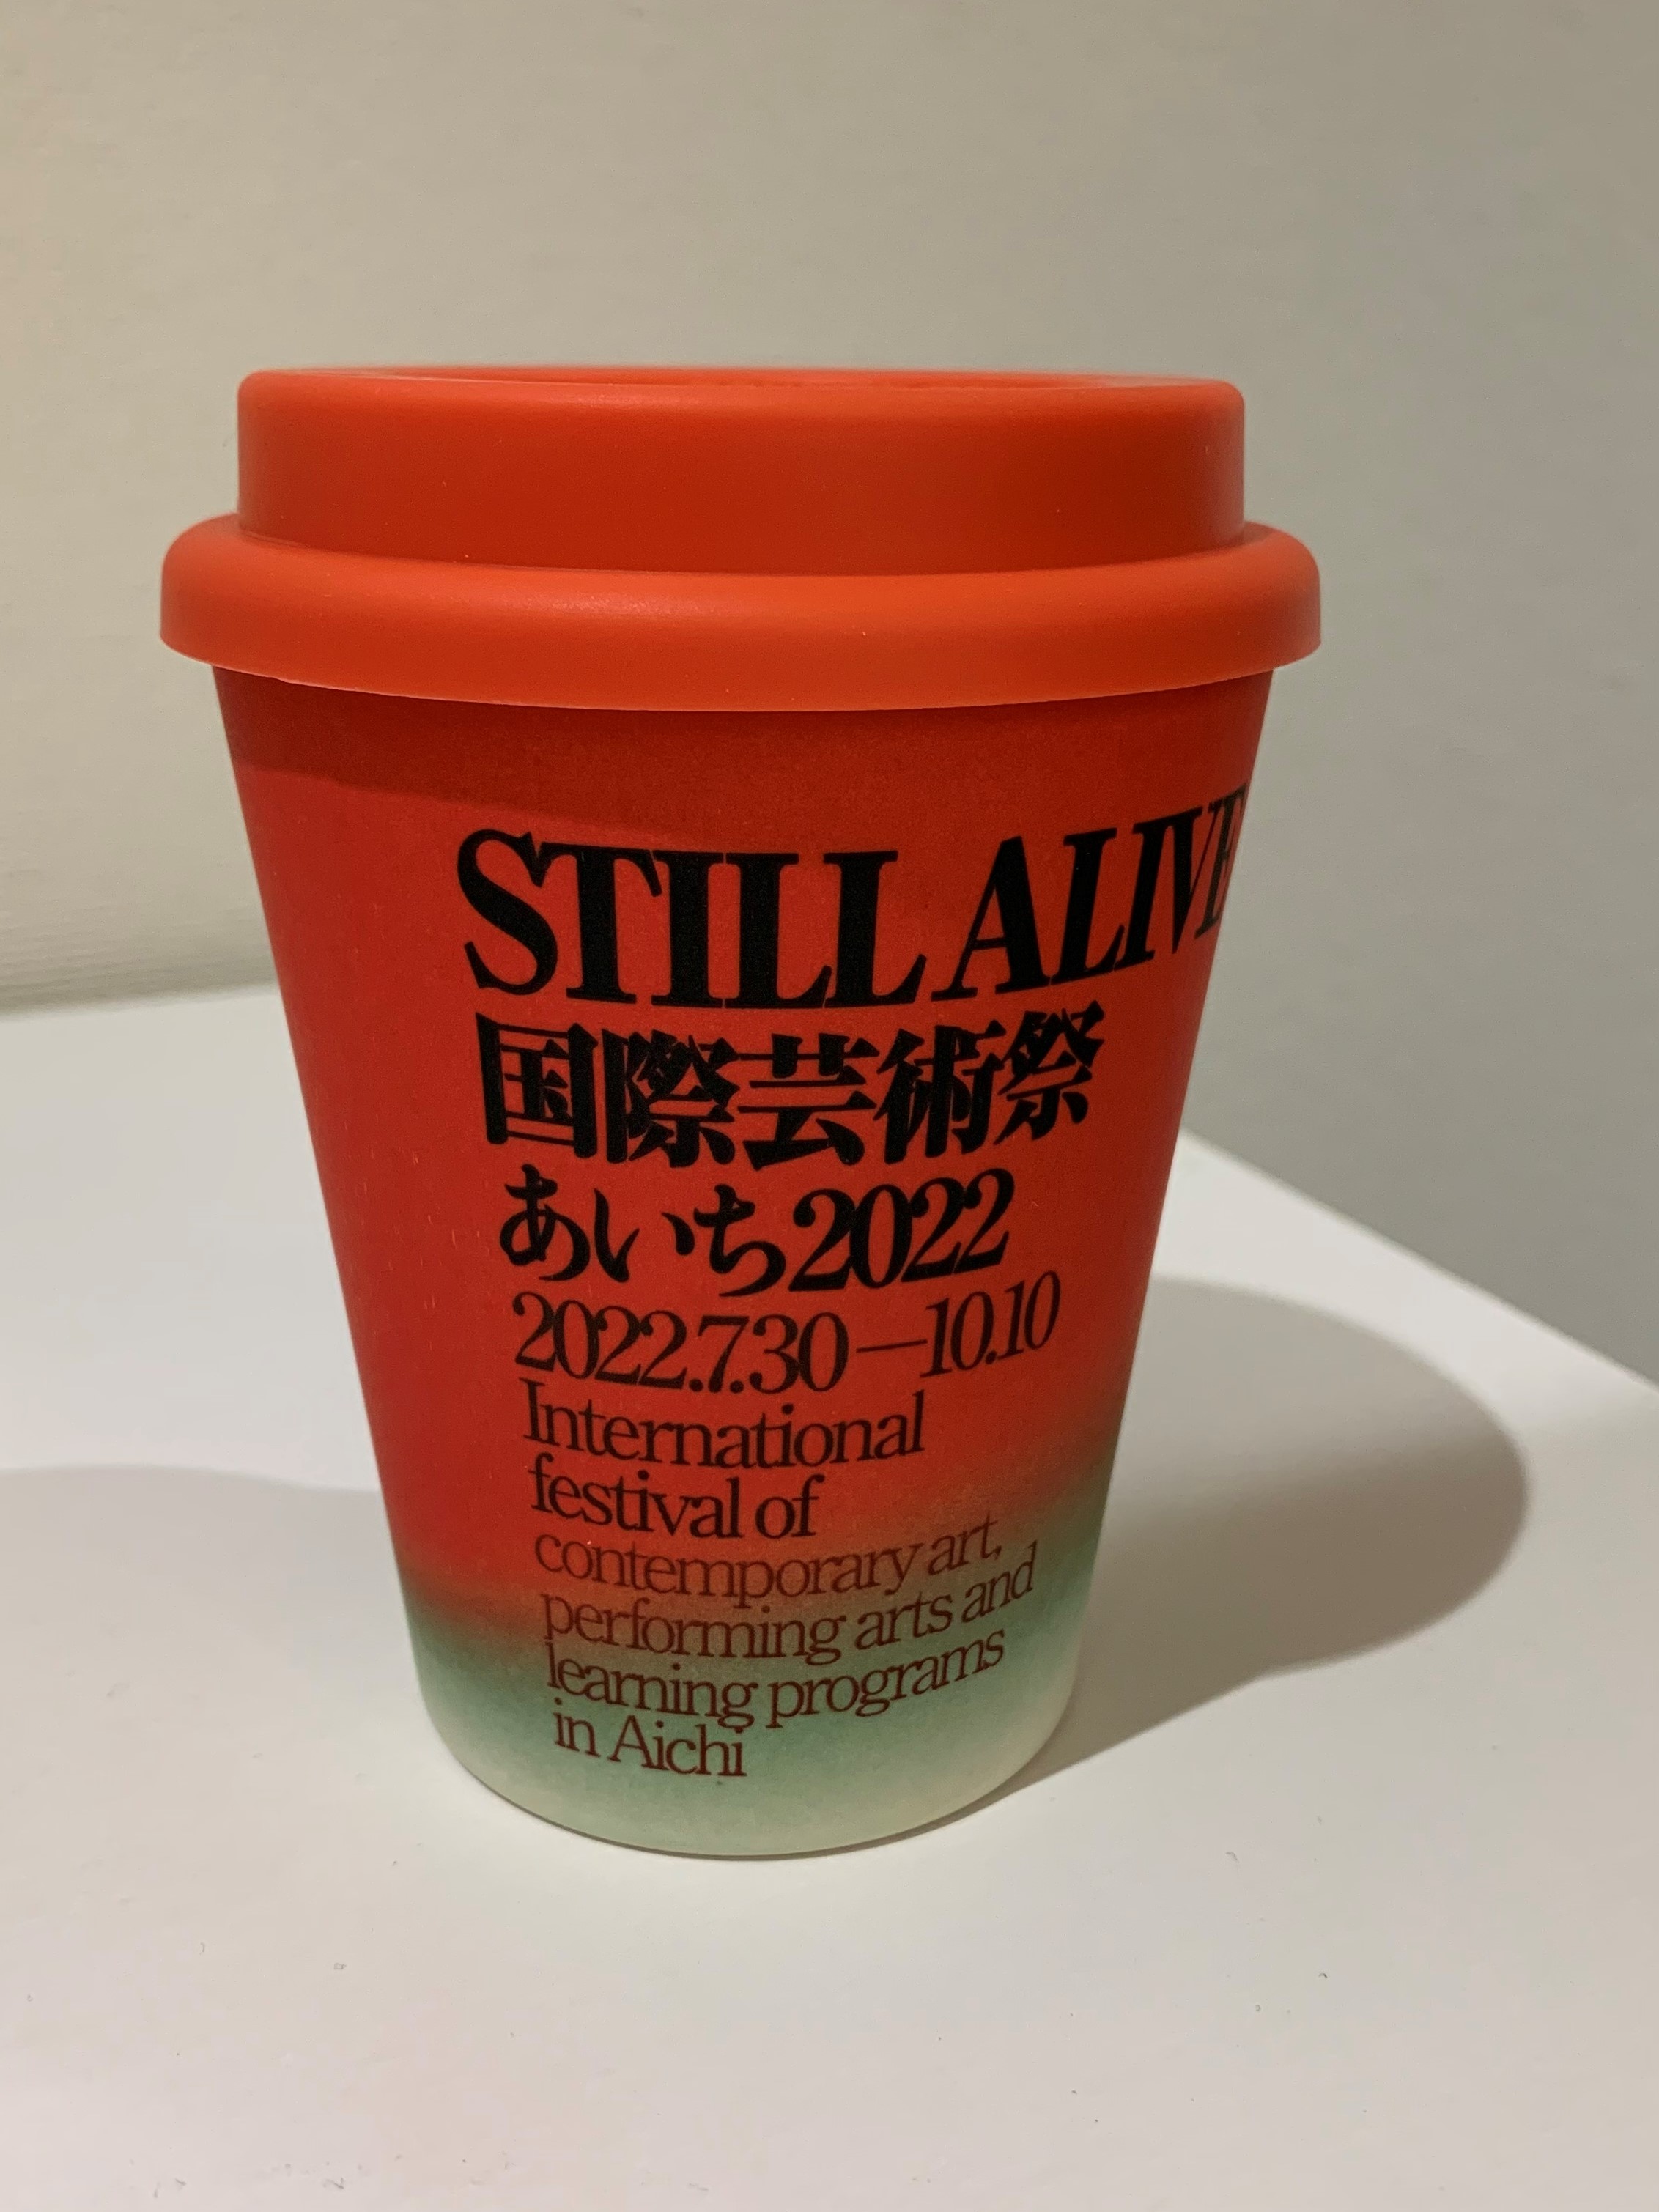 STILL ALIVE
国際芸術祭
あいち2022
2022.7.30—10.10
International
festival of
contemporary art,
performing arts and
learning programs
in Aichi